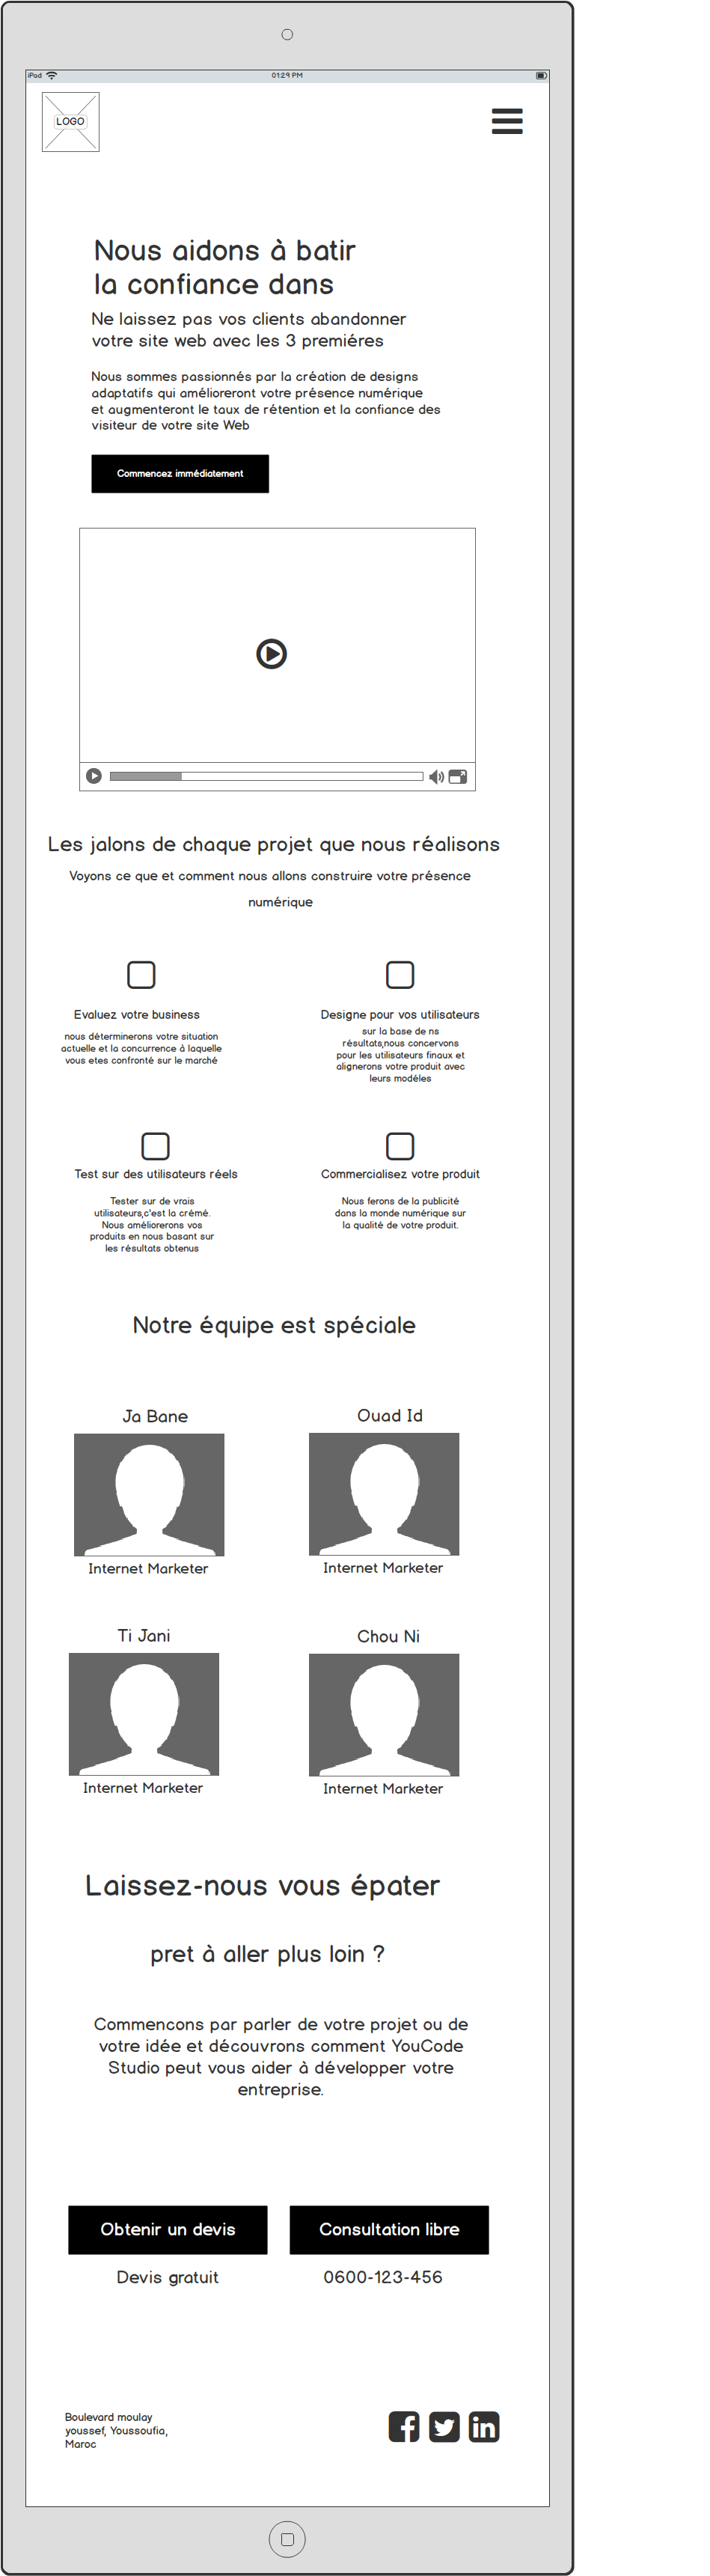 iPod
01:29 PM
LOGO
Nous aidons à batir
la confiance dans
Ne laissez pas vos clients abandonner
votre site web avec les 3 premiéres
Nous sommes passionnés par la création de designs
adaptatifs qui amélioreront votre présence numérique
et augmenteront le taux de rétention et la confiance des
visiteur de votre site Web
Commencez immédiatement
Les jalons de chaque projet que nous réalisons
Voyons ce que et comment nous allons construire votre présence
numérique
Evaluez votre business
nous déterminerons votre situation
actuelle et la concurrence à laquelle
vous etes confronté sur le marché
Designe pour vos utilisateurs
sur la base de ns
résultats,nous concervons
pour les utilisateurs finaux et
alignerons votre produit avec
leurs modéles
Test sur des utilisateurs réels
Tester sur de vrais
utilisateurs,c'est la crémé.
Nous améliorerons vos
produits en nous basant sur
les résultats obtenus
Commercialisez votre produit
Nous ferons de la publicité
dans la monde numérique sur
la qualité de votre produit.
Notre équipe est spéciale
Ja Bane
Internet Marketer
Ouad Id
Internet Marketer
Ti Jani
Internet Marketer
Chou Ni
Internet Marketer
Laissez-nous vous épater
pret à aller plus loin ?
Commencons par parler de votre projet ou de
votre idée et découvrons comment YouCode
Studio peut vous aider à développer votre
entreprise.
Obtenir un devis
Devis gratuit
Consultation libre
0600-123-456
Boulevard moulay
youssef, Youssoufia,
Maroc